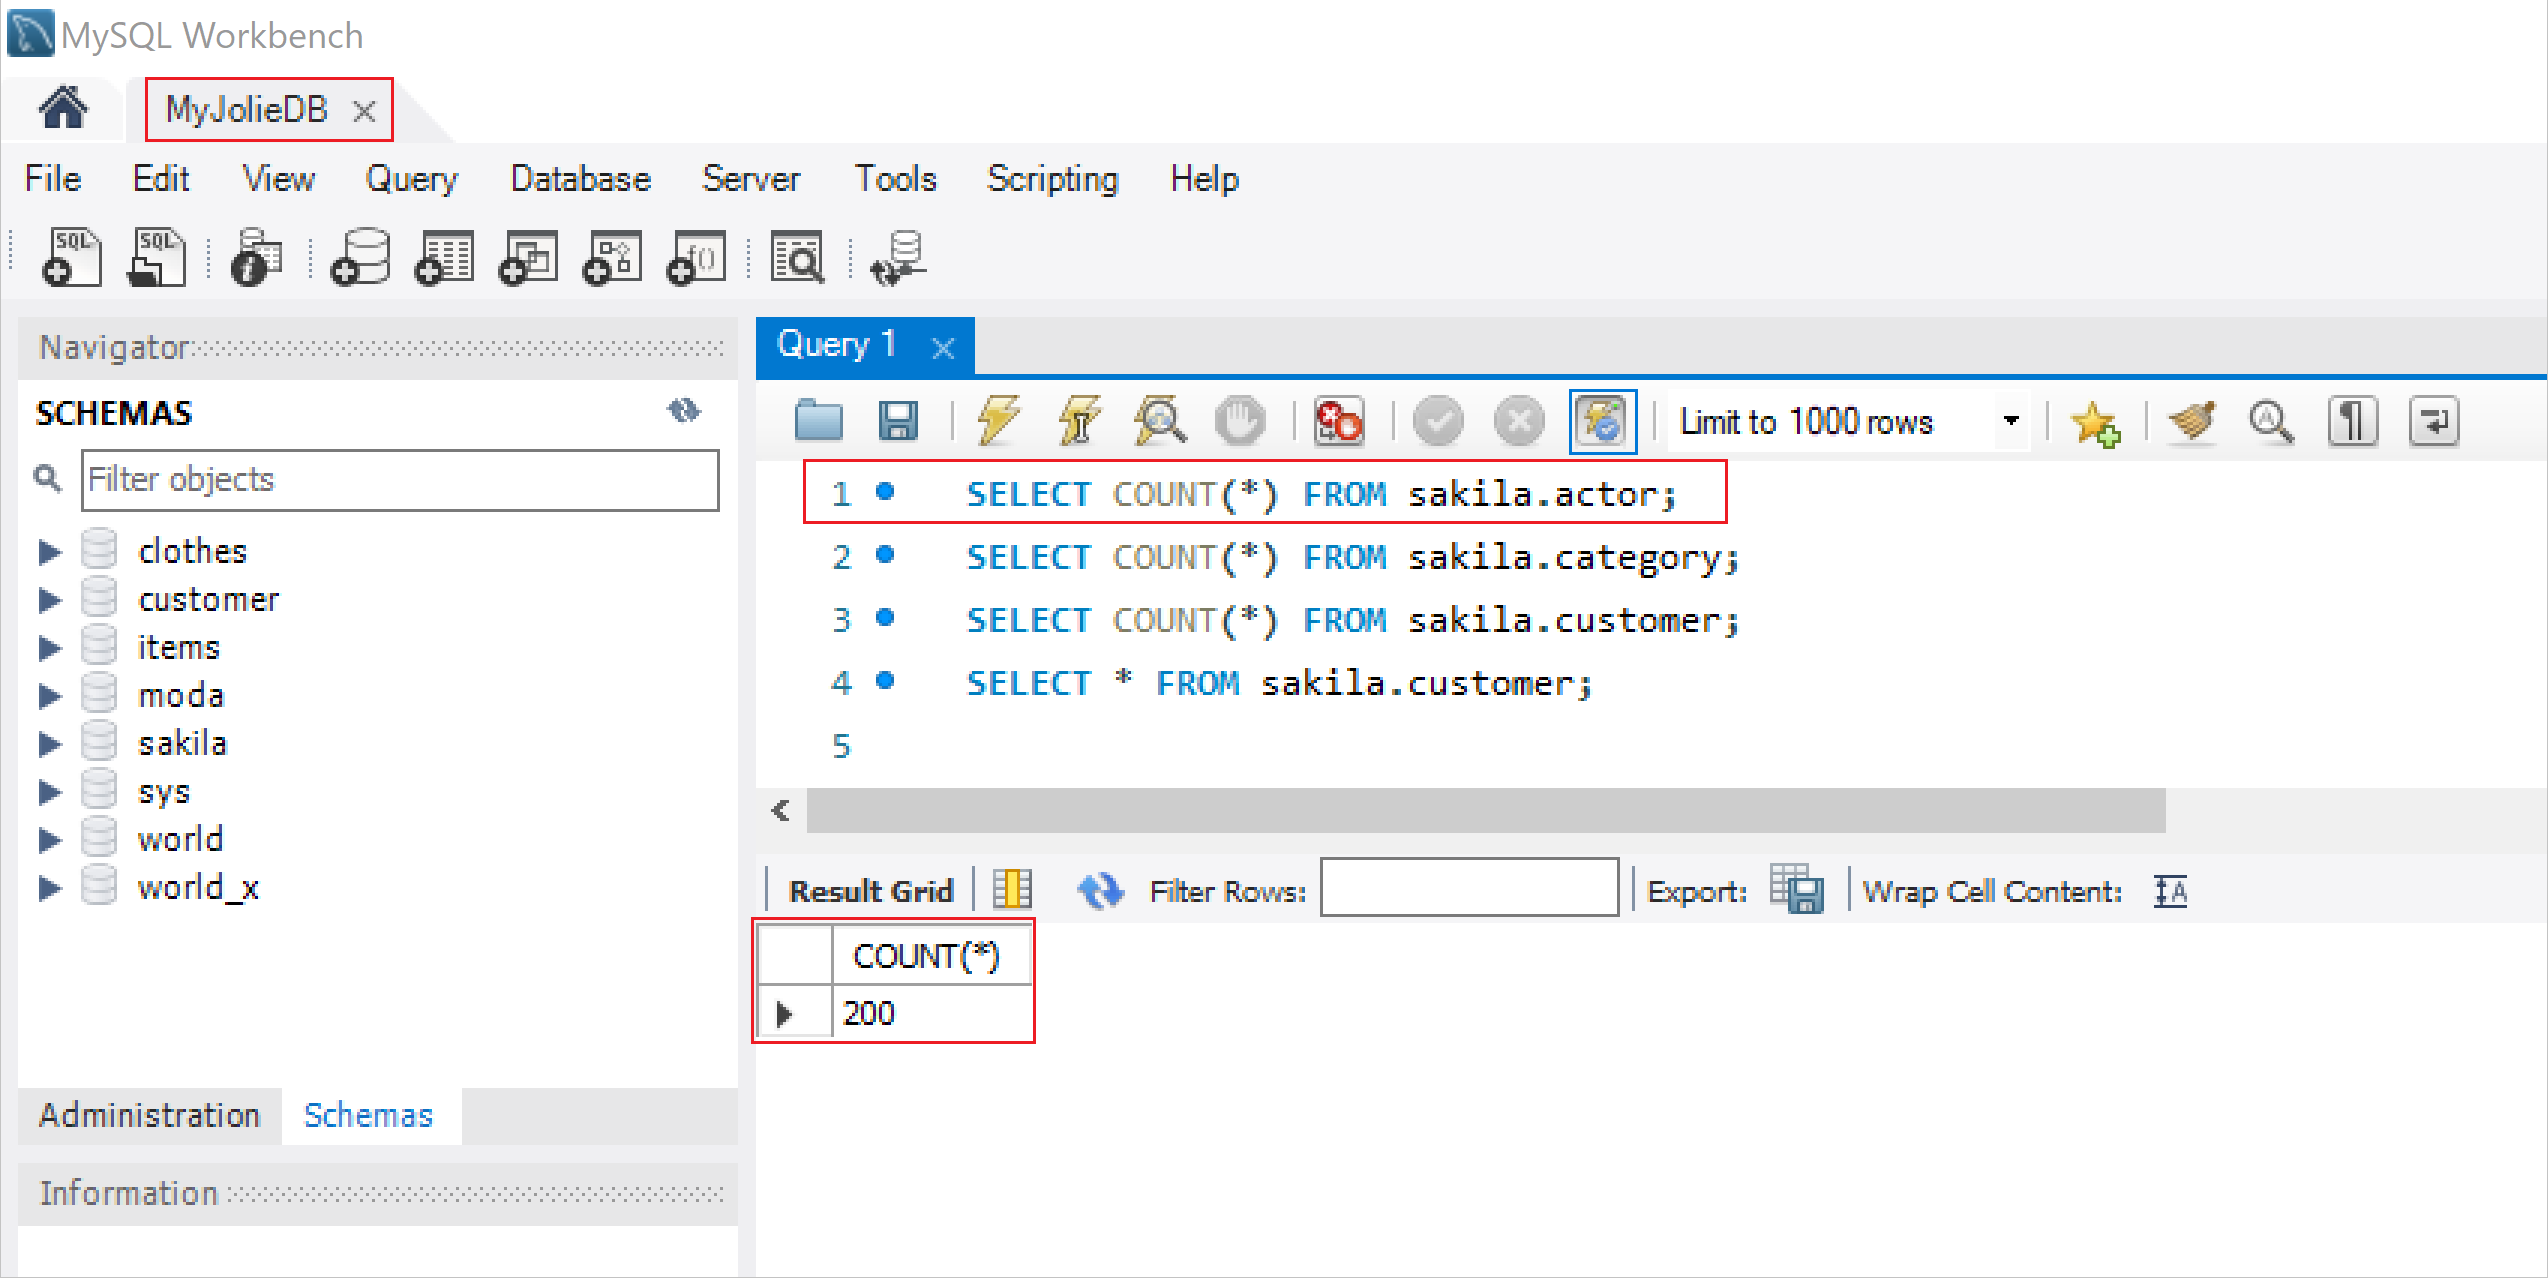 MySQL Workbench
MyJolieDB
File Edit View Query Database Server Tools Scripting Help
SQL SQL f()
Navigator
SCHEMAS
Filter objects
clothes
customer
items
moda
sakila
sys
world
world_x
Administration Schemas
Information
Query 1
Limit to 1000 rows
1 SELECT COUNT(*) FROM sakila.actor;
2 SELECT COUNT(*) FROM sakila.category;
3 SELECT COUNT(*) FROM sakila.customer;
4 SELECT * FROM sakila.customer;
5
Result Grid Filter Rows: Export: Wrap Cell Content:
COUNT(*)
200